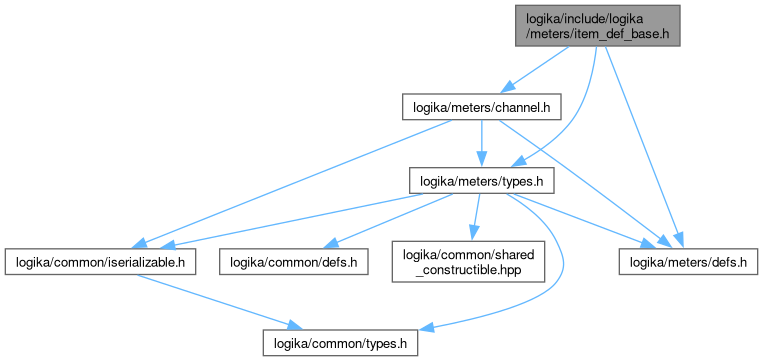 logika/include/logika
/meters/item_def_base.h
logika/meters/channel.h
logika/meters/types.h
logika/common/iserializable.h
logika/common/defs.h
logika/common/shared
_constructible.hpp
logika/meters/defs.h
logika/common/types.h